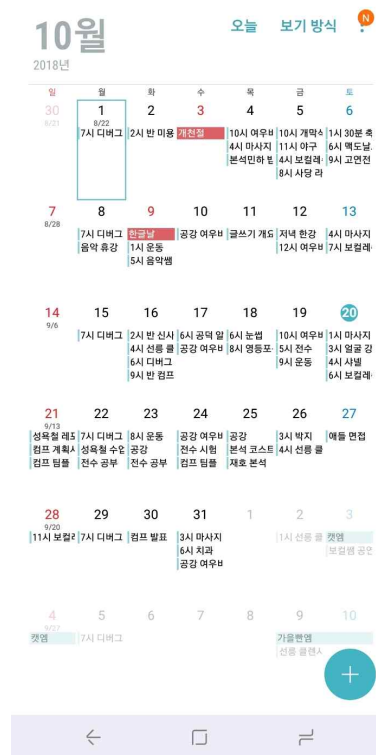 10월
오늘 보기 방식 N
2018년
일 월 화 수 목 금 토
30 1 2 3 4 5 6
8/21 8/22
7시 디버그 2시 반 미용 개천절 10시 여우비 10시 개략 1시 30분 축
11시 야구 4시 마사지 6시 맥도날
본석민하 밥 4시 보컬레 9시 고연전
8시 사당 라
7 8 9 10 11 12 13
8/28
7시 디버그 한글날 공강 여우비 글쓰기 개요 저녁 한강 4시 마사지
음악 휴강 1시 운동 12시 여우비 7시 보컬레
5시 음악쌤
14 15 16 17 18 19 20
9/6
7시 디버그 2시 반 신사 6시 공덕 알 6시 눈썹 10시 여우비 1시 마사지
4시 선릉 클 공강 여우비 8시 영등포 5시 전수 3시 얼굴 강
6시 디버그 9시 운동 4시 샤넬
9시 반 컴프 6시 보컬레
21 22 23 24 25 26 27
9/13
성욕철 레포 7시 디버그 8시 운동 공강 여우비 공강 3시 박지 애들 면접
컴프 계획서 성욕철 수업 공강 전수 시험 본석 코스트 4시 선릉 클
컴프 팀플 전수 공부 전수 공부 컴프 팀플 재호 본석
28 29 30 31 1 2 3
9/20
11시 보컬레 7시 디버그 컴프 발표 3시 마사지 1시 선릉 클 캣엠
6시 치과 보컬쌤 공연
공강 여우비
4 5 6 7 8 9 10
9/27
캣엠 7시 디버그 가을빤엠
선릉 클렌시